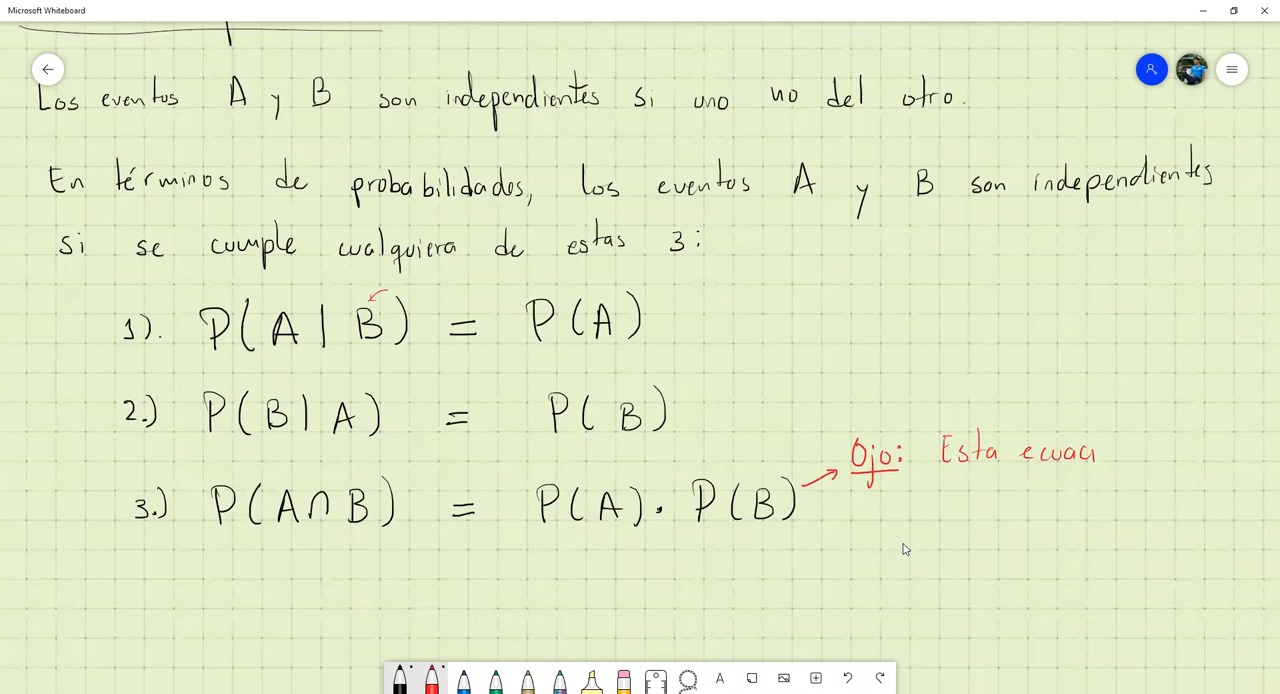 Microsoft Whiteboard
Los eventos A y B son independientes si uno no del otro.
En términos de probabilidades, los eventos A y B son independientes
si se cumple cualquiera de estas 3:
1). P(A | B) = P(A)
2.) P(B | A) = P(B)
Ojo: Esta ecuaci
3.) P(A∩B) = P(A) . P(B)